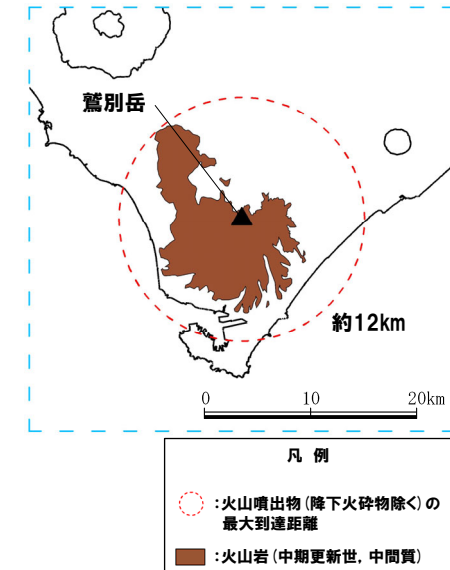 鷲別岳
約12km
0 10 20km
凡 例
：火山噴出物（降下火砕物除く）の
最大到達距離
：火山岩（中期更新世，中間質）